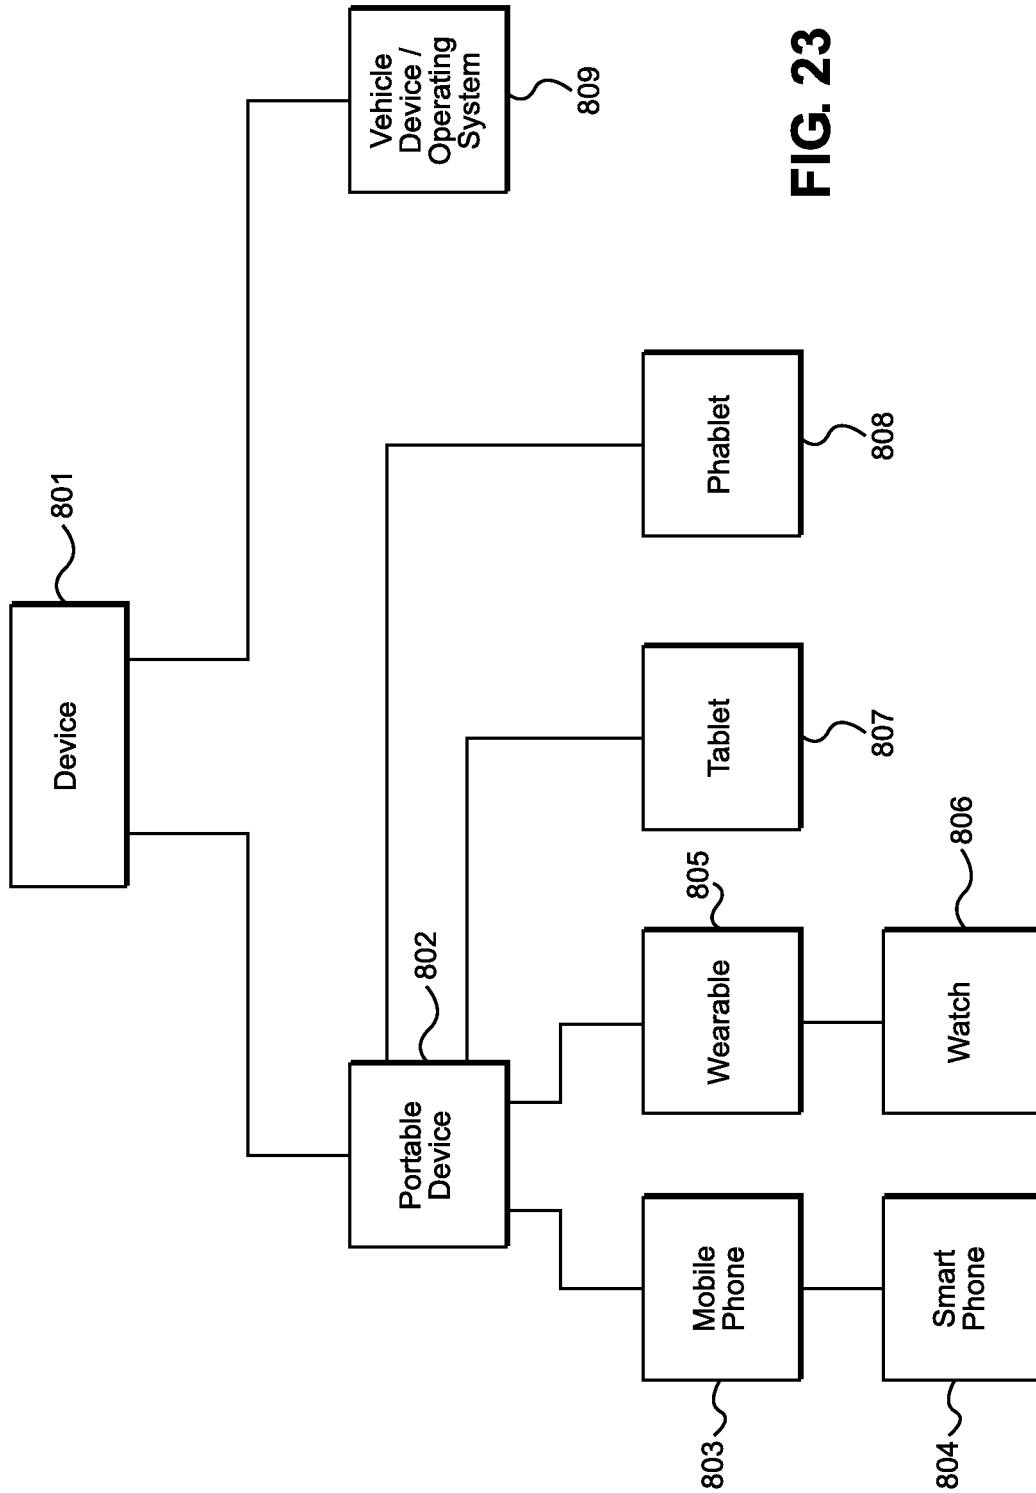 Device
801
Portable
Device
802
Vehicle
Device /
Operating
System
809
Mobile
Phone
803
Wearable
805
Tablet
807
Phablet
808
Smart
Phone
804
Watch
806
FIG. 23